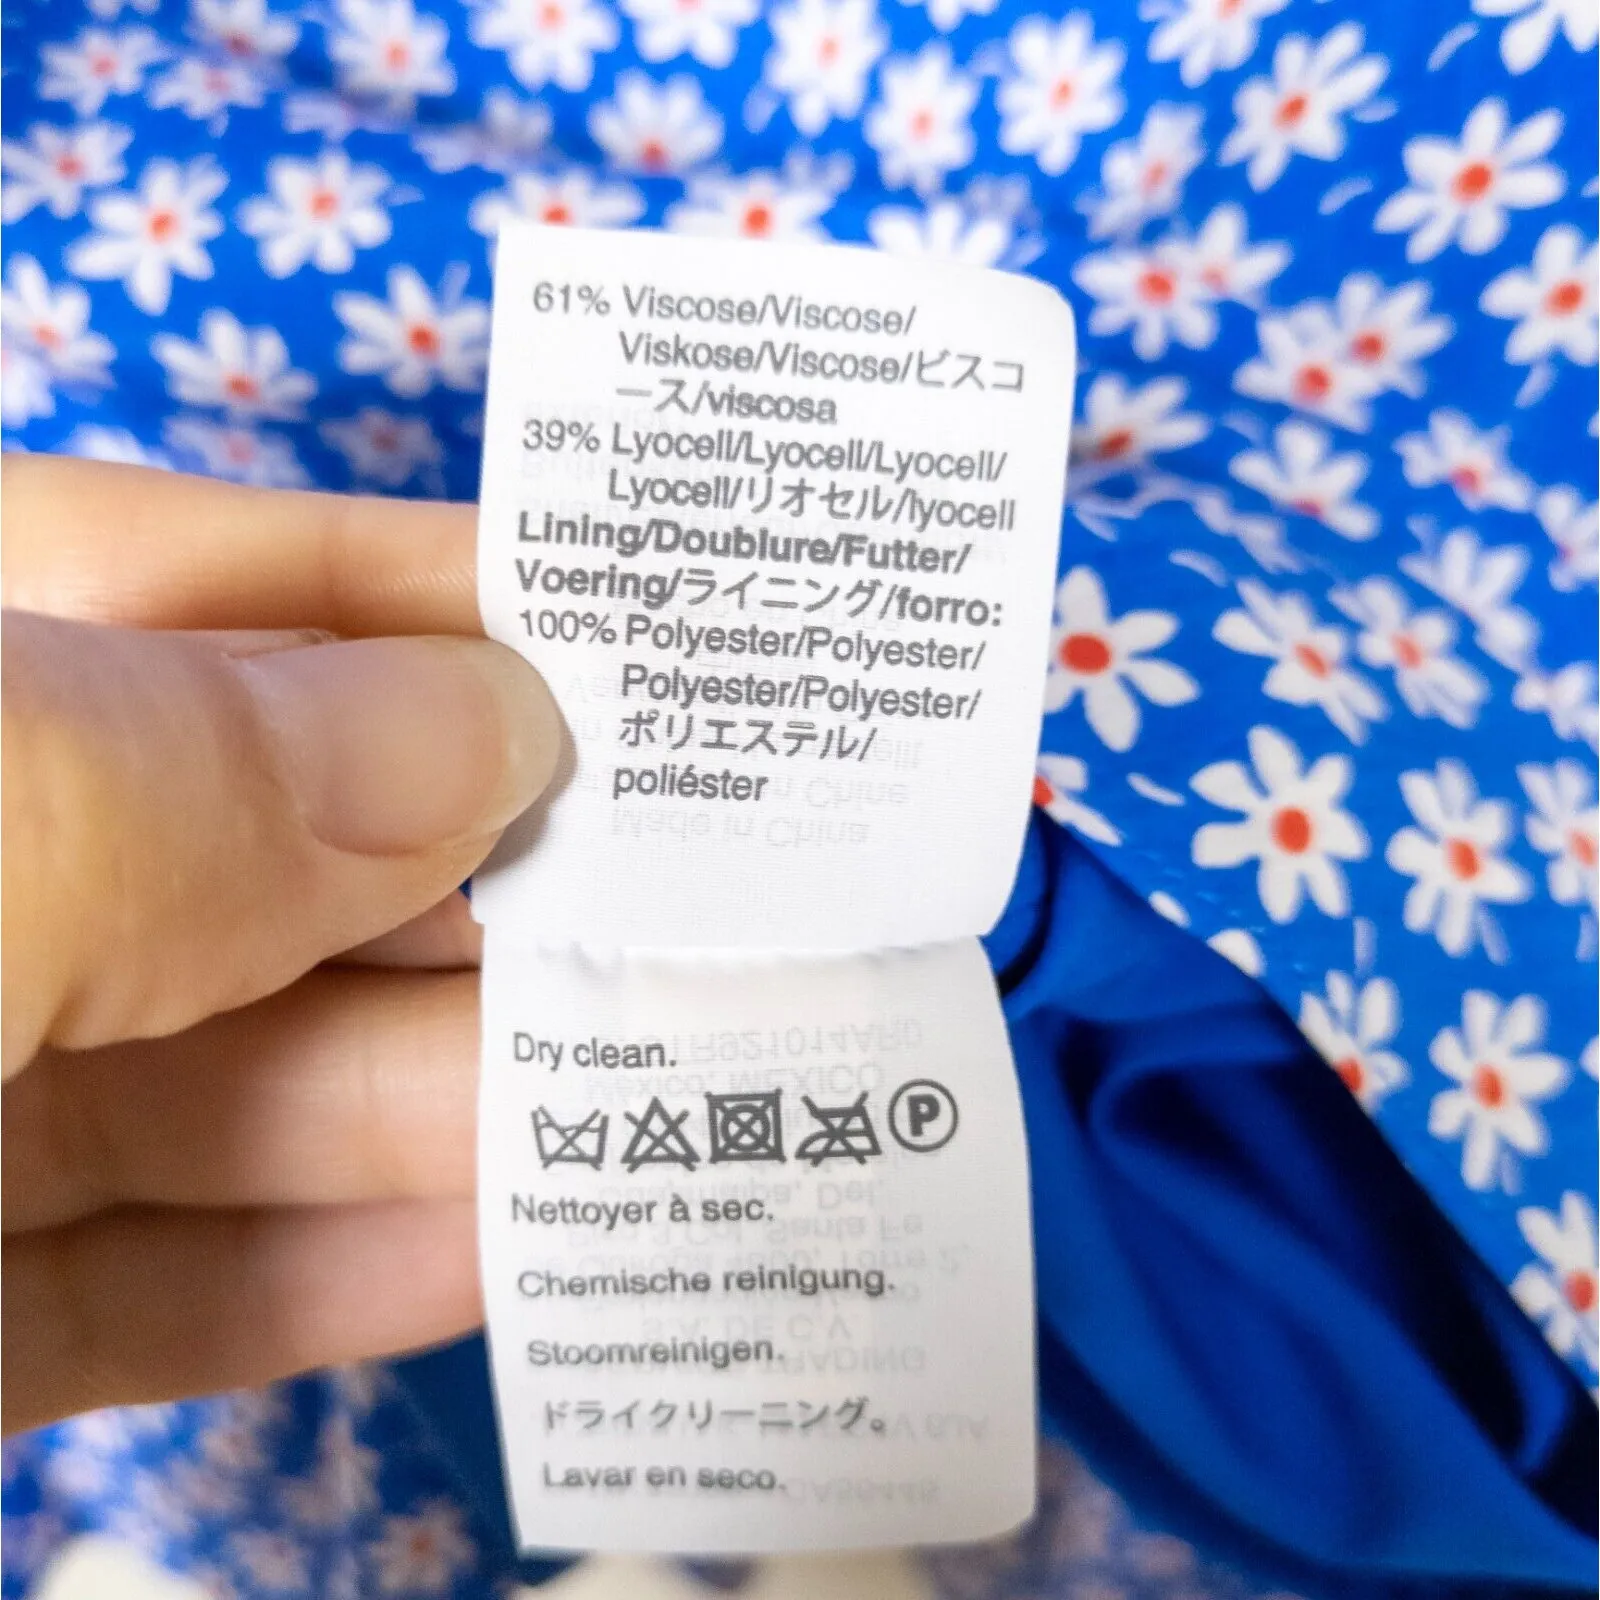 61% Viscose/Viscose/
Viskose/Viscose/ビスコ
ース/viscosa
39% Lyocell/Lyocell/Lyocell/
Lyocell/リオセル/lyocell
Lining/Doublure/Futter/
Voering/ライニング/forro:
100% Polyester/Polyester/
Polyester/Polyester/
ポリエステル/
poliéster
Made in China
Dry clean.
P
Nettoyer à sec.
Chemische reinigung.
Stoomreinigen.
ドライクリーニング。
Lavar en seco.